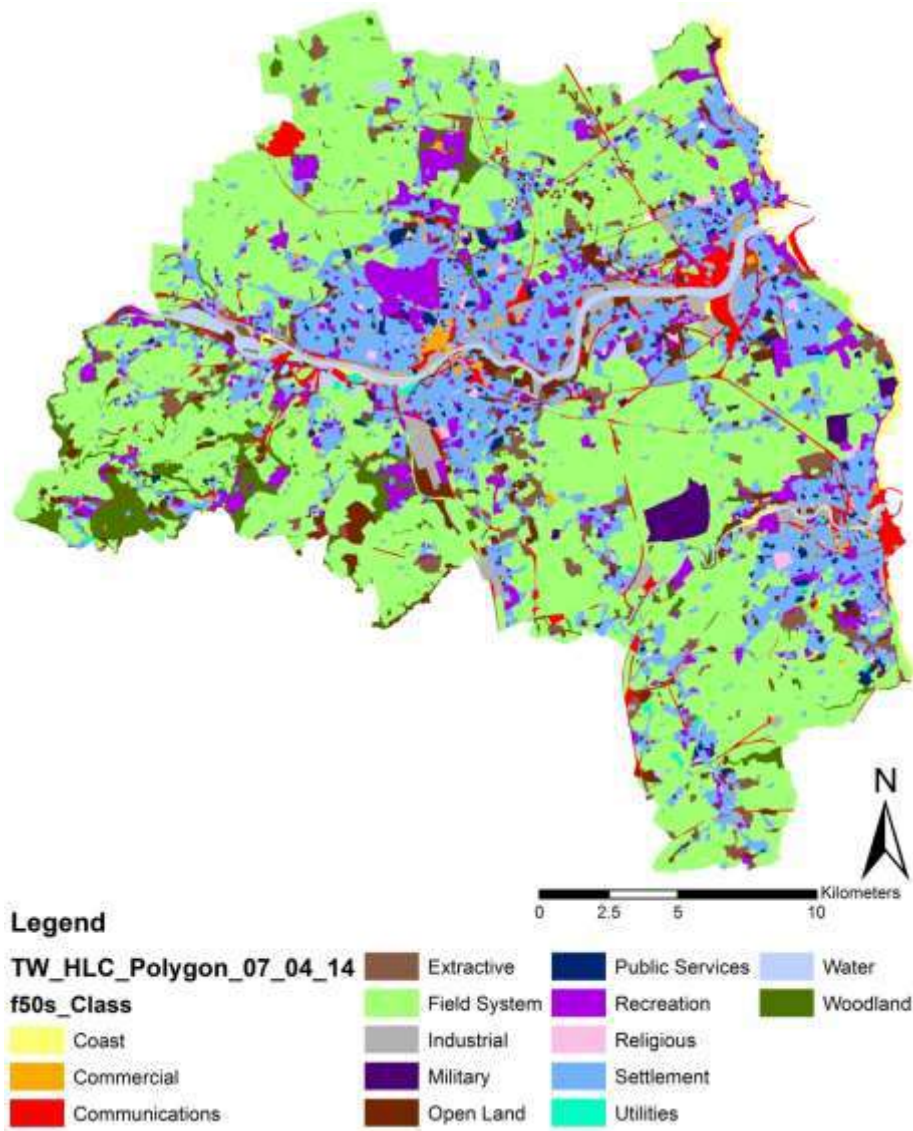 N
Kilometers
0 2.5 5 10
Legend
TW_HLC_Polygon_07_04_14
f50s_Class
Coast
Commercial
Communications
Extractive
Field System
Industrial
Military
Open Land
Public Services
Recreation
Religious
Settlement
Utilities
Water
Woodland